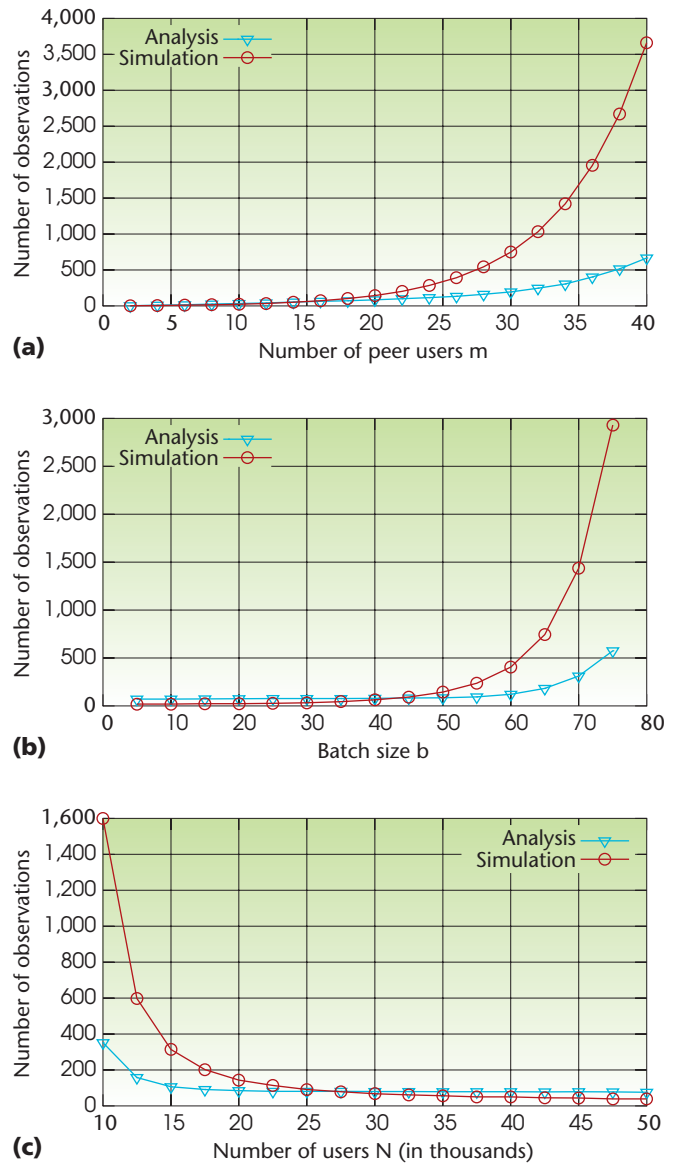 4,000
3,500
3,000
2,500
2,000
1,500
1,000
500
0
Number of observations
Analysis
Simulation
0 5 10 15 20 25 30 35 40
Number of peer users m
(a)
3,000
2,500
2,000
1,500
1,000
500
0
Number of observations
Analysis
Simulation
0 10 20 30 40 50 60 70 80
Batch size b
(b)
1,600
1,400
1,200
1,000
800
600
400
200
0
Number of observations
Analysis
Simulation
10 15 20 25 30 35 40 45 50
Number of users N (in thousands)
(c)